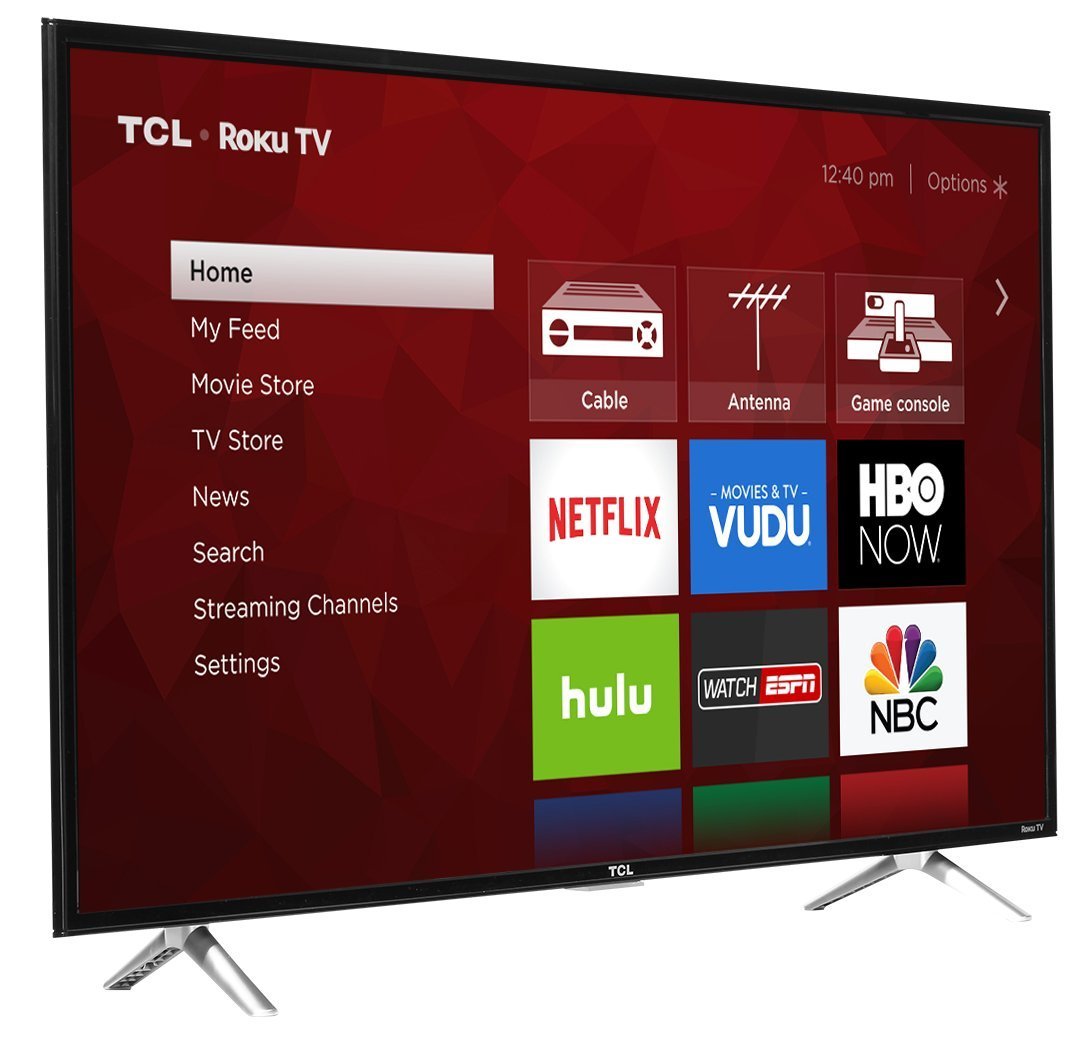 TCL • Roku TV
12:40 pm | Options *
Home
My Feed
Movie Store
TV Store
News
Search
Streaming Channels
Settings
Cable
Antenna
Game console
NETFLIX
– MOVIES & TV –
VUDU
HBO
NOW
hulu
WATCH ESPN
NBC
Roku TV
TCL